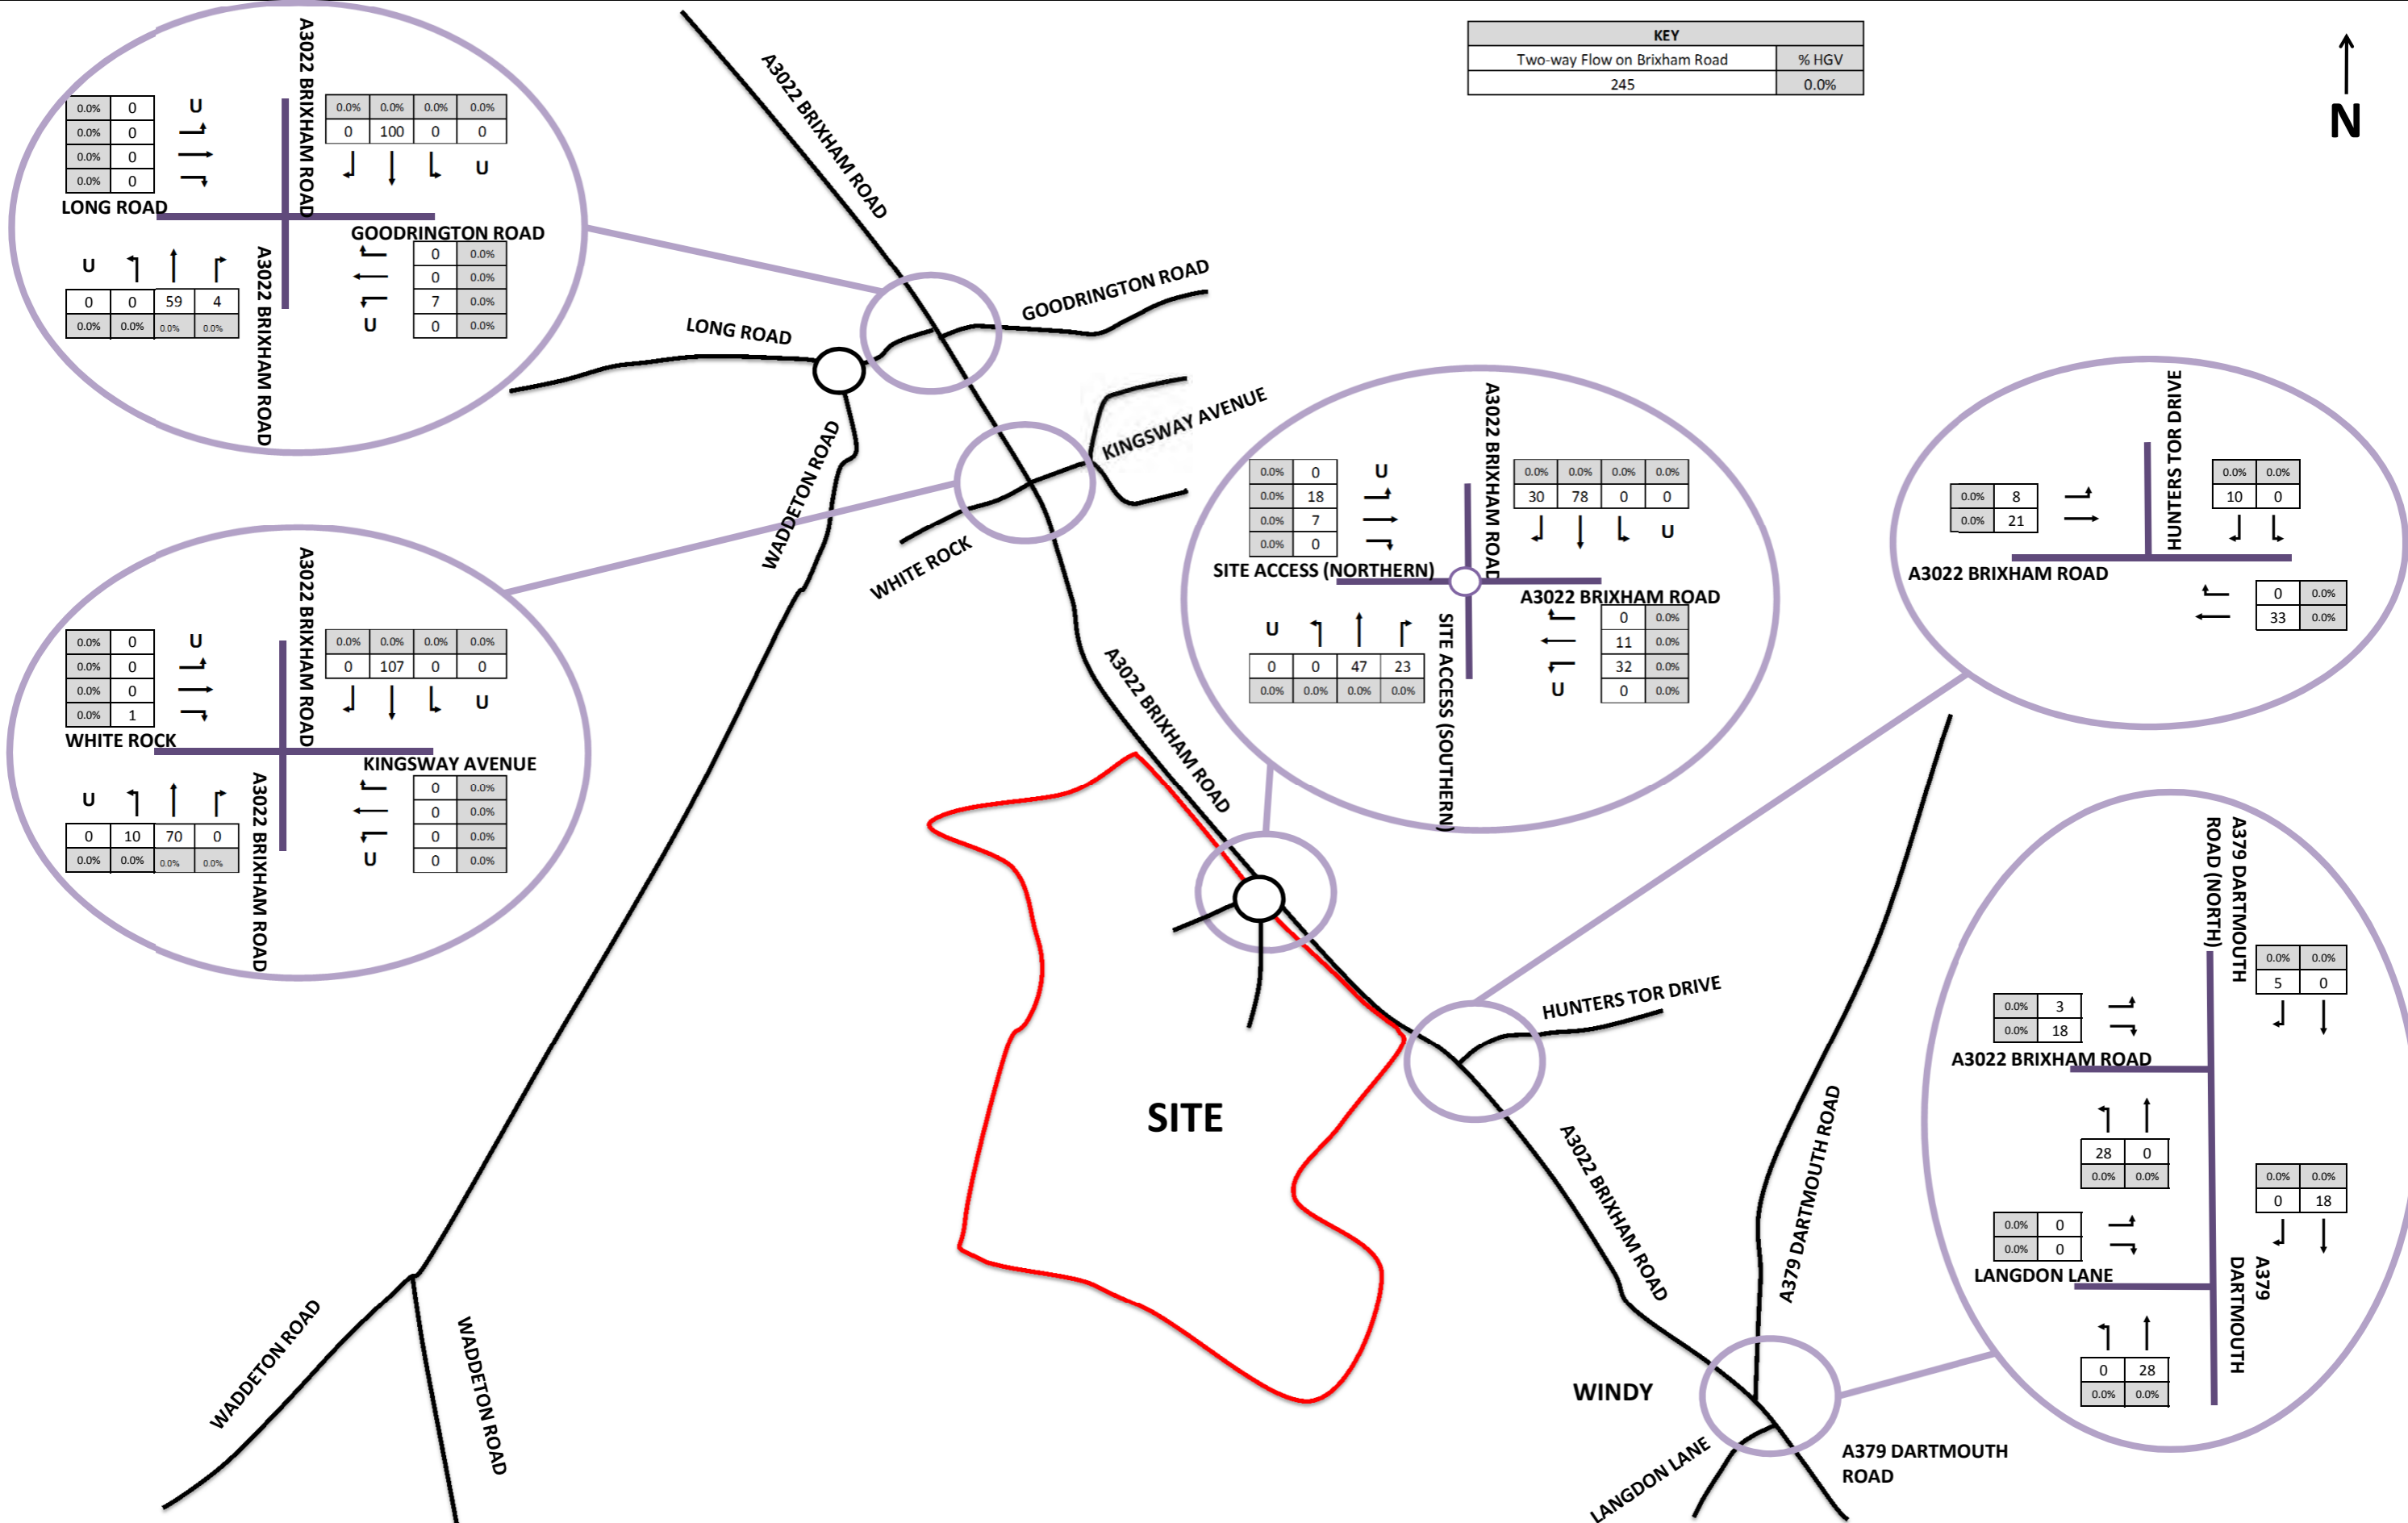 KEY
Two-way Flow on Brixham Road % HGV
245 0.0%
N
A3022 BRIXHAM ROAD
0.0% 0 U
0.0% 0
0.0% 0
0.0% 0
LONG ROAD
0.0% 0.0% 0.0% 0.0%
0 100 0 0
U
GOODRINGTON ROAD
0 0.0%
0 0.0%
7 0.0%
U 0 0.0%
U
0 0 59 4
0.0% 0.0% 0.0% 0.0%
A3022 BRIXHAM ROAD
A3022 BRIXHAM ROAD
GOODRINGTON ROAD
LONG ROAD
KINGSWAY AVENUE
WADDETON ROAD
WHITE ROCK
A3022 BRIXHAM ROAD
0.0% 0 U
0.0% 0
0.0% 0
0.0% 1
WHITE ROCK
0.0% 0.0% 0.0% 0.0%
0 107 0 0
U
KINGSWAY AVENUE
0 0.0%
0 0.0%
0 0.0%
U 0 0.0%
U
0 10 70 0
0.0% 0.0% 0.0% 0.0%
A3022 BRIXHAM ROAD
A3022 BRIXHAM ROAD
0.0% 0 U
0.0% 18
0.0% 7
0.0% 0
SITE ACCESS (NORTHERN)
0.0% 0.0% 0.0% 0.0%
30 78 0 0
U
A3022 BRIXHAM ROAD
0 0.0%
11 0.0%
32 0.0%
U 0 0.0%
U
0 0 47 23
0.0% 0.0% 0.0% 0.0%
SITE ACCESS (SOUTHERN)
A3022 BRIXHAM ROAD
HUNTERS TOR DRIVE
0.0% 8
0.0% 21
A3022 BRIXHAM ROAD
0.0% 0.0%
10 0
0 0.0%
33 0.0%
HUNTERS TOR DRIVE
SITE
A3022 BRIXHAM ROAD
A379 DARTMOUTH ROAD
A379 DARTMOUTH
ROAD (NORTH)
0.0% 0.0%
5 0
0.0% 3
0.0% 18
A3022 BRIXHAM ROAD
28 0
0.0% 0.0%
0.0% 0.0%
0 18
0.0% 0
0.0% 0
LANGDON LANE
A379
DARTMOUTH
0 28
0.0% 0.0%
WADDETON ROAD
WADDETON ROAD
WINDY
LANGDON LANE
A379 DARTMOUTH
ROAD